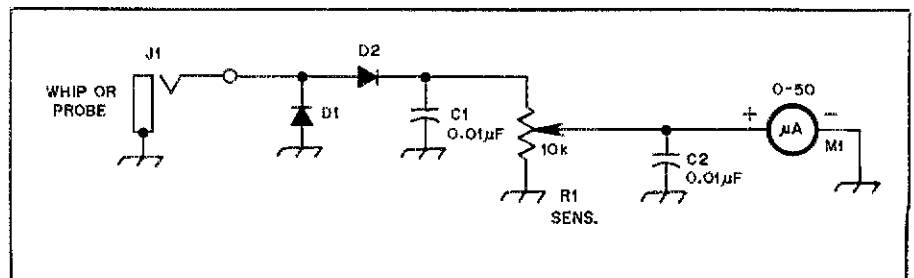 J1
WHIP OR
PROBE
D1
D2
C1
0.01µF
10k
R1
SENS.
C2
0.01µF
0-50
+
µA
-
M1